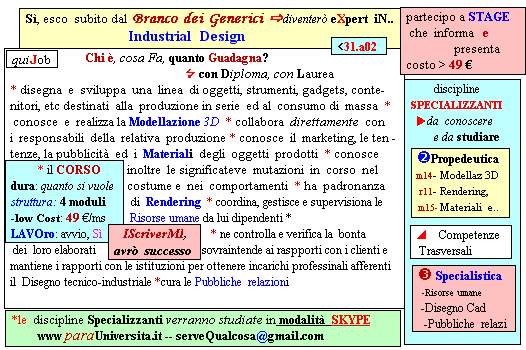 Sì, esco subito dal Branco dei Generici ➪diventerò eXpert iN..
Industrial Design
<31.a02
partecipo a STAGE
che informa e
presenta
costo > 49 €
quiJob
Chi è, cosa Fa, quanto Guadagna?
con Diploma, con Laurea
* disegna e sviluppa una linea di oggetti, strumenti, gadgets, conte-
nitori, etc destinati alla produzione in serie ed al consumo di massa *
conosce e realizza la Modellazione 3D * collabora direttamente con
i responsabili della relativa produzione * conosce il marketing, le ten -
tenze, la pubblicità ed i Materiali degli oggetti prodotti * conosce
inoltre le significateve mutazioni in corso nel
costume e nei comportamenti * ha padronanza
di Rendering * coordina, gestisce e supervisiona le
Risorse umane da lui dipendenti *
* il CORSO
dura: quanto si vuole
struttura: 4 moduli
-low Cost: 49 €/ms
LAVOro: avvio, Sì
IScriverMi,
avrò successo
* ne controlla e verifica la bonta
dei loro elaborati
sovraintende ai raspporti con i clienti e
mantiene i rapporti con le istituzioni per ottenere incarichi professinali afferenti
il Disegno tecnico-industriale *cura le Pubbliche relazioni
disciplline
SPECIALIZZANTI
▶da conoscere
e da studiare
❷Propedeutica
m14- Modellaz 3D
r11- Rendering,
m15- Materiali e..
Competenze
Trasversali
❸ Specialistica
-Risorse umane
-Disegno Cad
-Pubbliche relazi
*le discipline Specializzanti verranno studiate in modalità SKYPE
www paraUniversita.it -- serveQualcosa@gmail.com